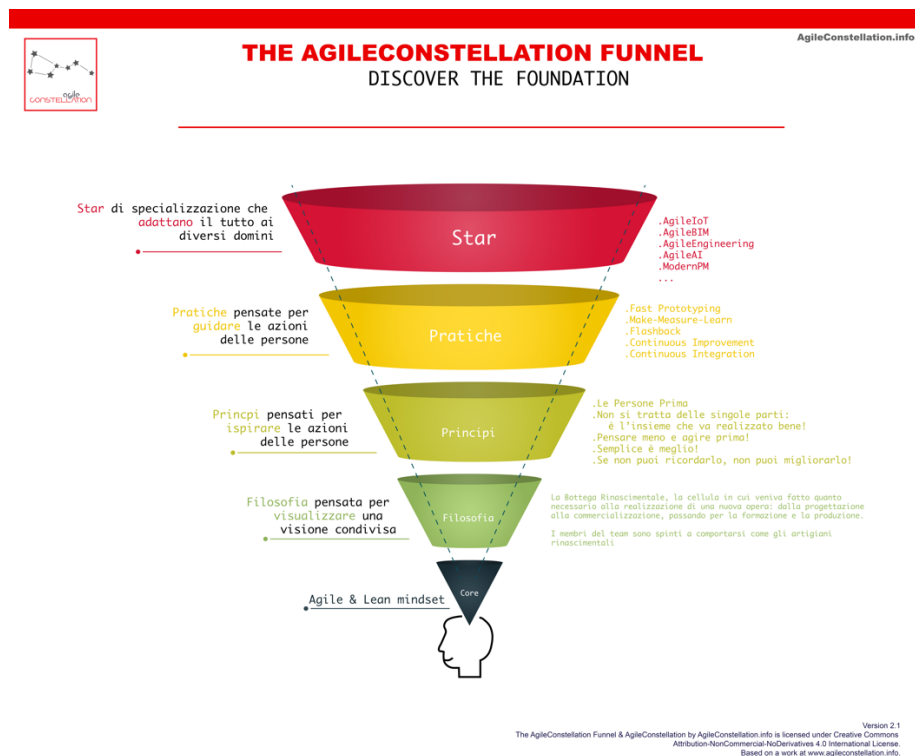 AgileConstellation.info
THE AGILECONSTELLATION FUNNEL
DISCOVER THE FOUNDATION
agile
CONSTELLATION
Star di specializzazione che
adattano il tutto ai
diversi domini
Star
.AgileIoT
.AgileBIM
.AgileEngineering
.AgileAI
.ModernPM
...
Pratiche pensate per
guidare le azioni
delle persone
Pratiche
.Fast Prototyping
.Make-Measure-Learn
.Flashback
.Continuous Improvement
.Continuous Integration
Princpi pensati per
ispirare le azioni
delle persone
Principi
.Le Persone Prima
.Non si tratta delle singole parti:
è l'insieme che va realizzato bene!
.Pensare meno e agire prima!
.Semplice è meglio!
.Se non puoi ricordarlo, non puoi migliorarlo!
Filosofia pensata per
visualizzare una
visione condivisa
Filosofia
La Bottega Rinascimentale, la cellula in cui veniva fatto quanto
necessario alla realizzazione di una nuova opera: dalla progettazione
alla commercializzazione, passando per la formazione e la produzione.
I membri del team sono spinti a comportarsi come gli artigiani
rinascimentali
Agile & Lean mindset
Core
Version 2.1
The AgileConstellation Funnel & AgileConstellation by AgileConstellation.info is licensed under Creative Commons
Attribution-NonCommercial-NoDerivatives 4.0 International License.
Based on a work at www.agileconstellation.info.